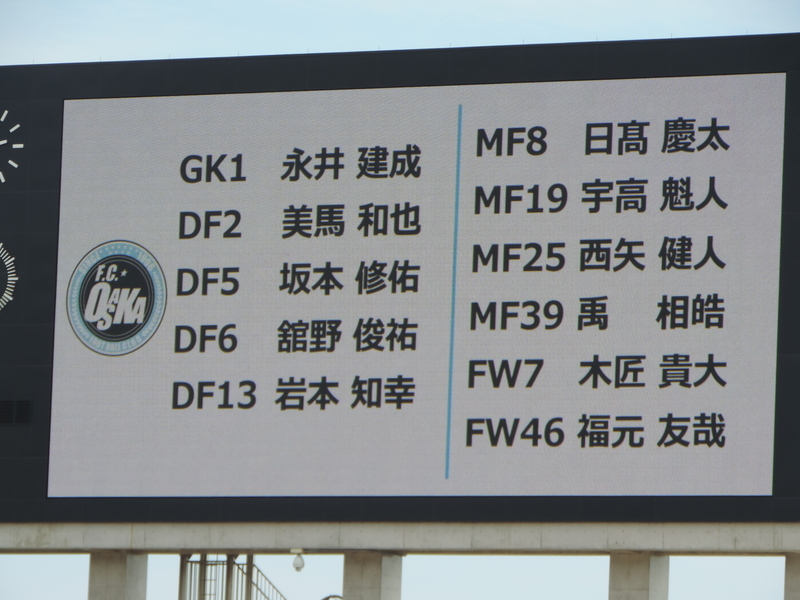 F.C.
OSAKA
GK1 永井 建成
DF2 美馬 和也
DF5 坂本 修佑
DF6 舘野 俊祐
DF13 岩本 知幸
MF8 日髙 慶太
MF19 宇高 魁人
MF25 西矢 健人
MF39 禹 相皓
FW7 木匠 貴大
FW46 福元 友哉